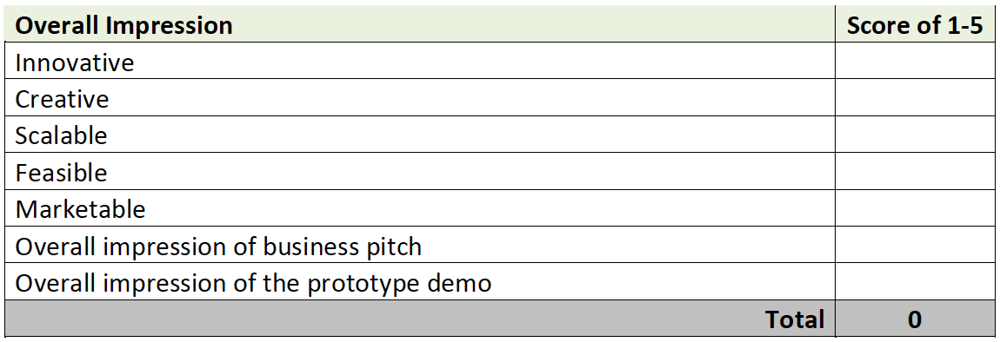 Overall Impression Score of 1-5
Innovative
Creative
Scalable
Feasible
Marketable
Overall impression of business pitch
Overall impression of the prototype demo
Total 0